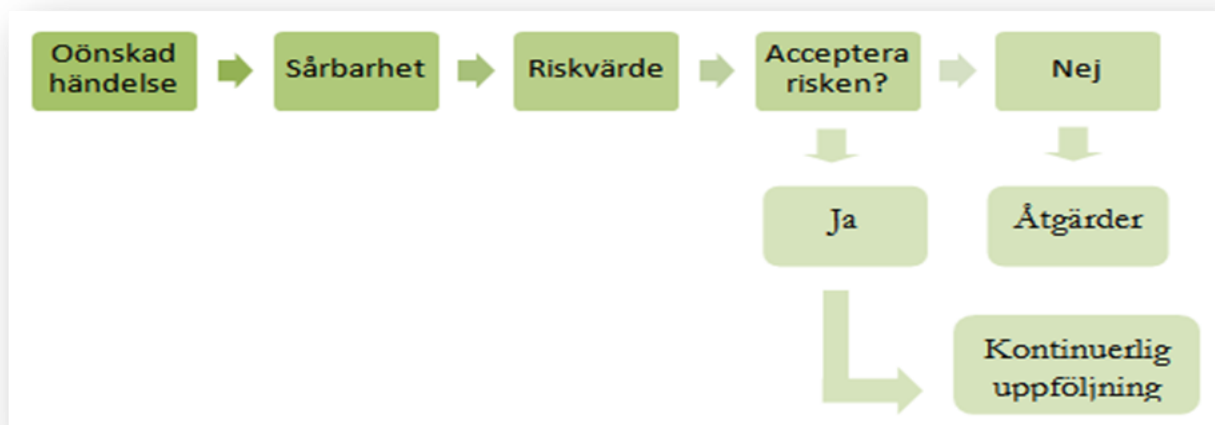 Oönskad
händelse
Sårbarhet
Riskvärde
Acceptera
risken?
Nej
Ja
Åtgärder
Kontinuerlig
uppföljning